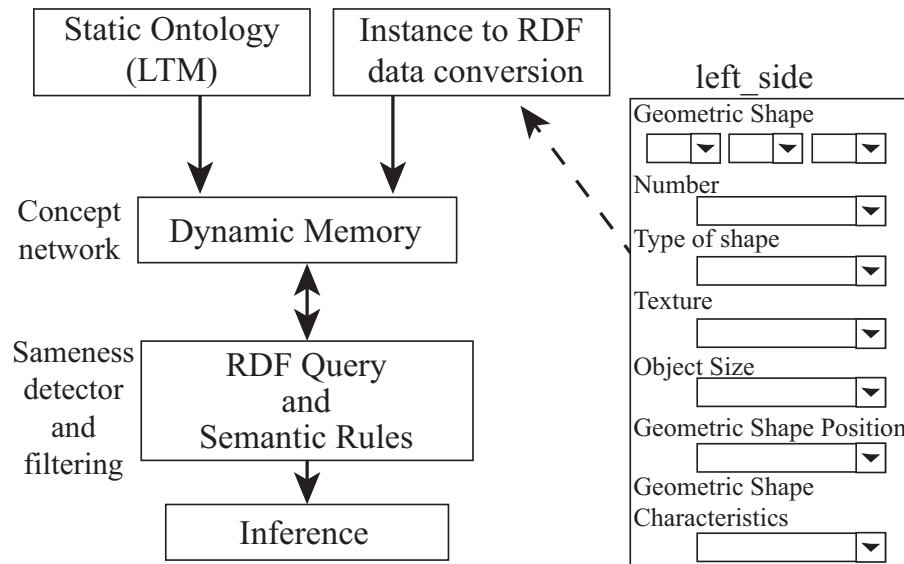 Static Ontology
(LTM)
Instance to RDF
data conversion
Concept
network
Dynamic Memory
Sameness
detector
and
filtering
RDF Query
and
Semantic Rules
Inference
left_side
Geometric Shape
Number
Type of shape
Texture
Object Size
Geometric Shape Position
Geometric Shape
Characteristics